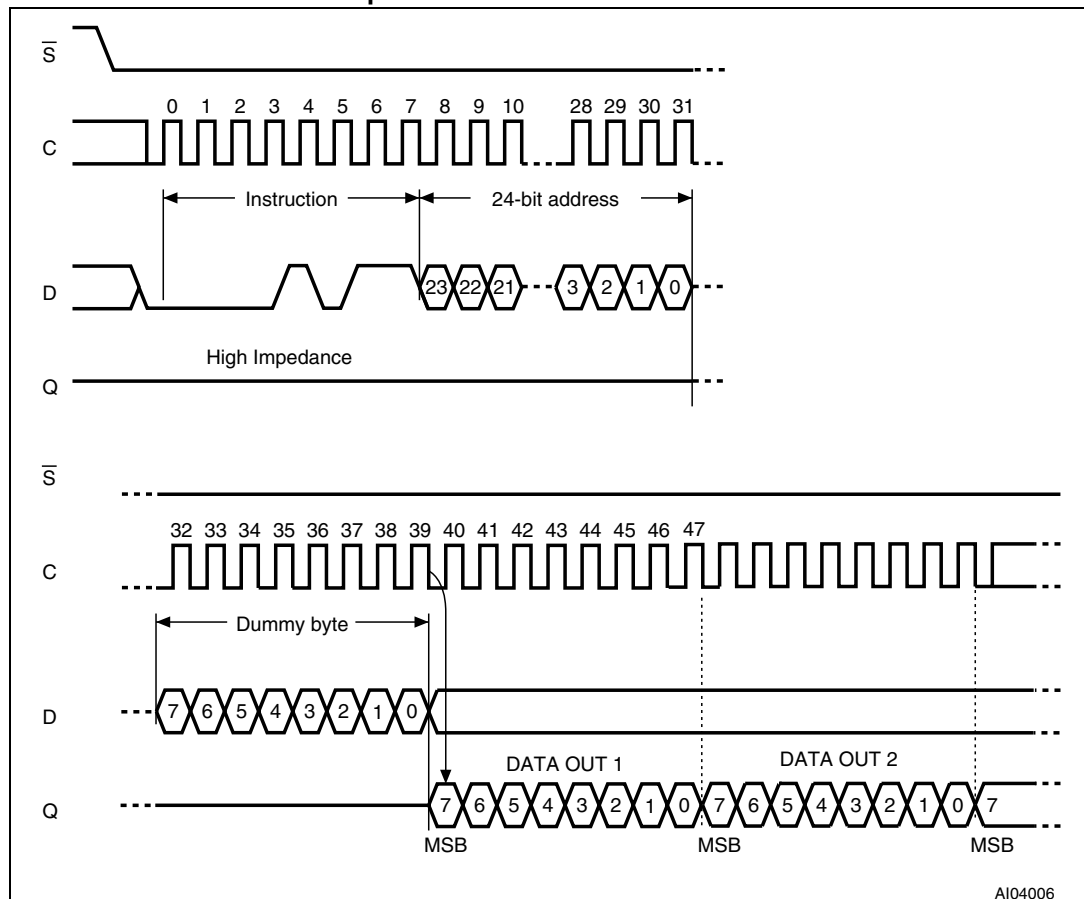 S
0 1 2 3 4 5 6 7 8 9 10 28 29 30 31
C
Instruction 24-bit address
D 23 22 21 3 2 1 0
High Impedance
Q
S
32 33 34 35 36 37 38 39 40 41 42 43 44 45 46 47
C
Dummy byte
D 7 6 5 4 3 2 1 0
DATA OUT 1 DATA OUT 2
Q 7 6 5 4 3 2 1 0 7 6 5 4 3 2 1 0 7
MSB MSB MSB
AI04006